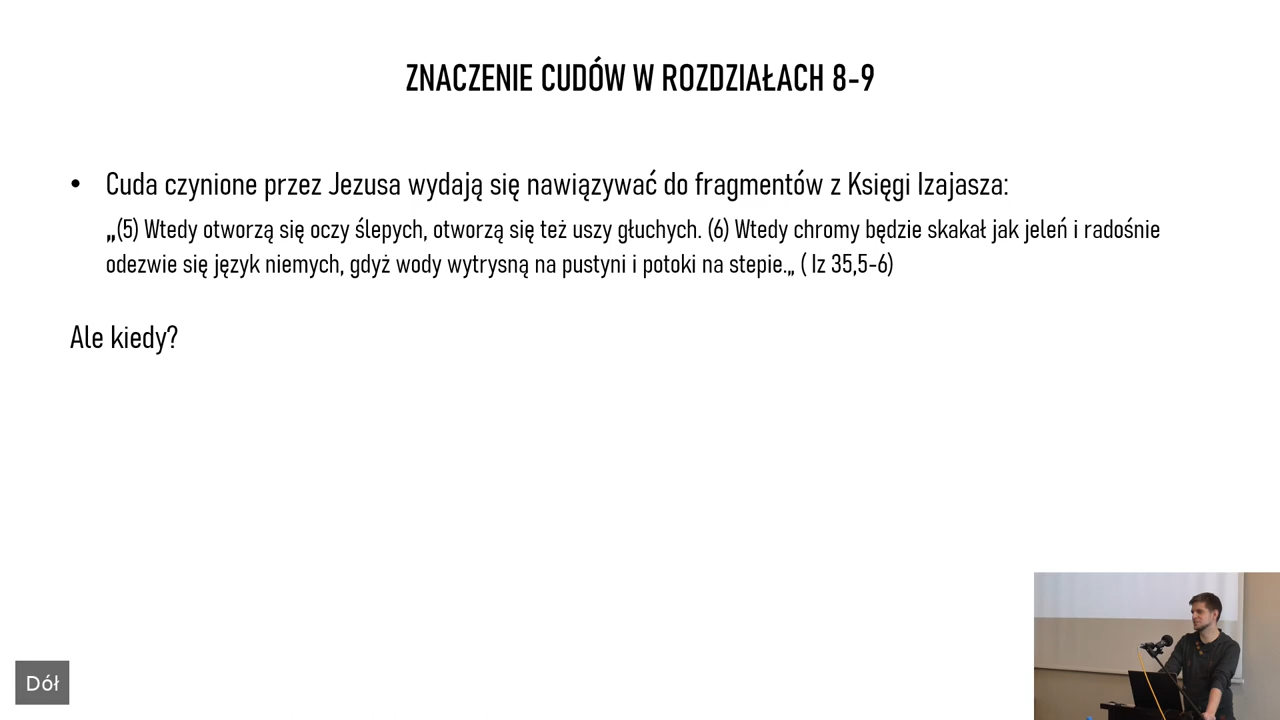 ZNACZENIE CUDÓW W ROZDZIAŁACH 8-9
• Cuda czynione przez Jezusa wydają się nawiązywać do fragmentów z Księgi Izajasza:
„(5) Wtedy otworzą się oczy ślepych, otworzą się też uszy głuchych. (6) Wtedy chromy będzie skakał jak jeleń i radośnie
odezwie się język niemych, gdyż wody wytrysną na pustyni i potoki na stepie.„ ( Iz 35,5-6)
Ale kiedy?
Dół